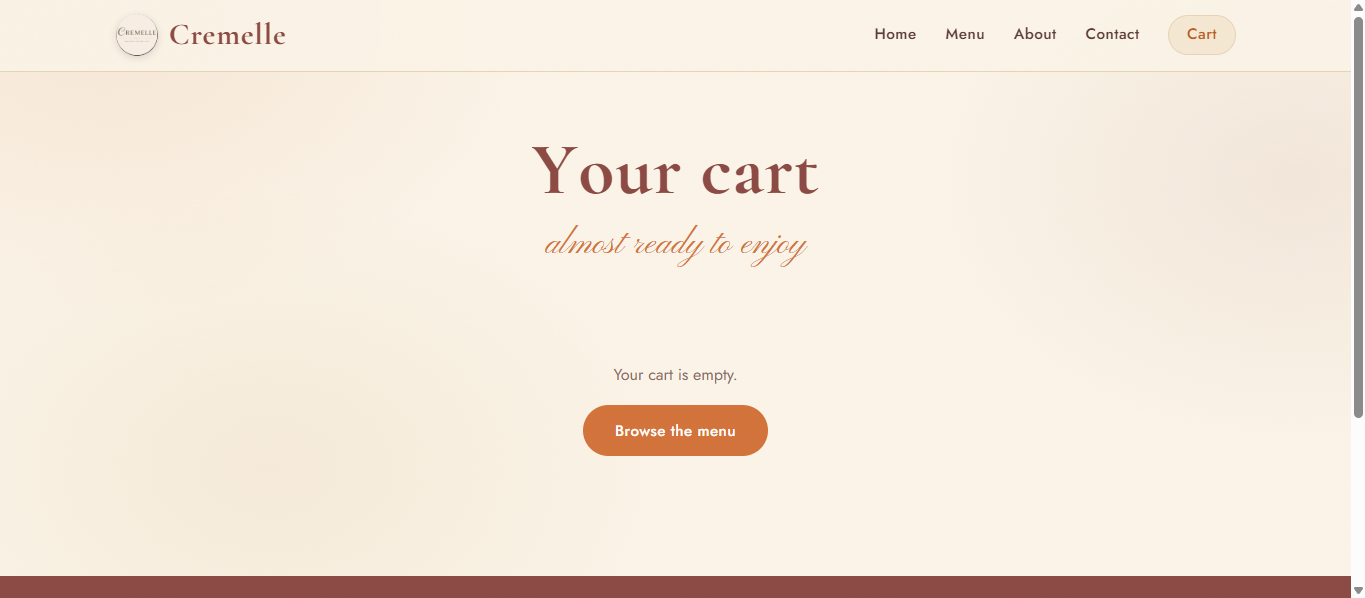 CREMELLE
Cremelle
Home
Menu
About
Contact
Cart
Your cart
almost ready to enjoy
Your cart is empty.
Browse the menu